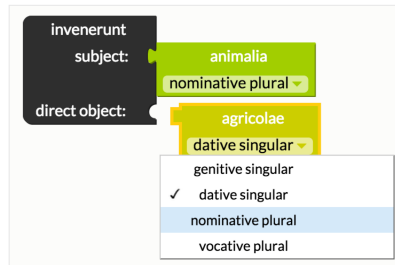 invenerunt
subject: animalia
nominative plural
direct object: agricolae
dative singular
genitive singular
✓ dative singular
nominative plural
vocative plural